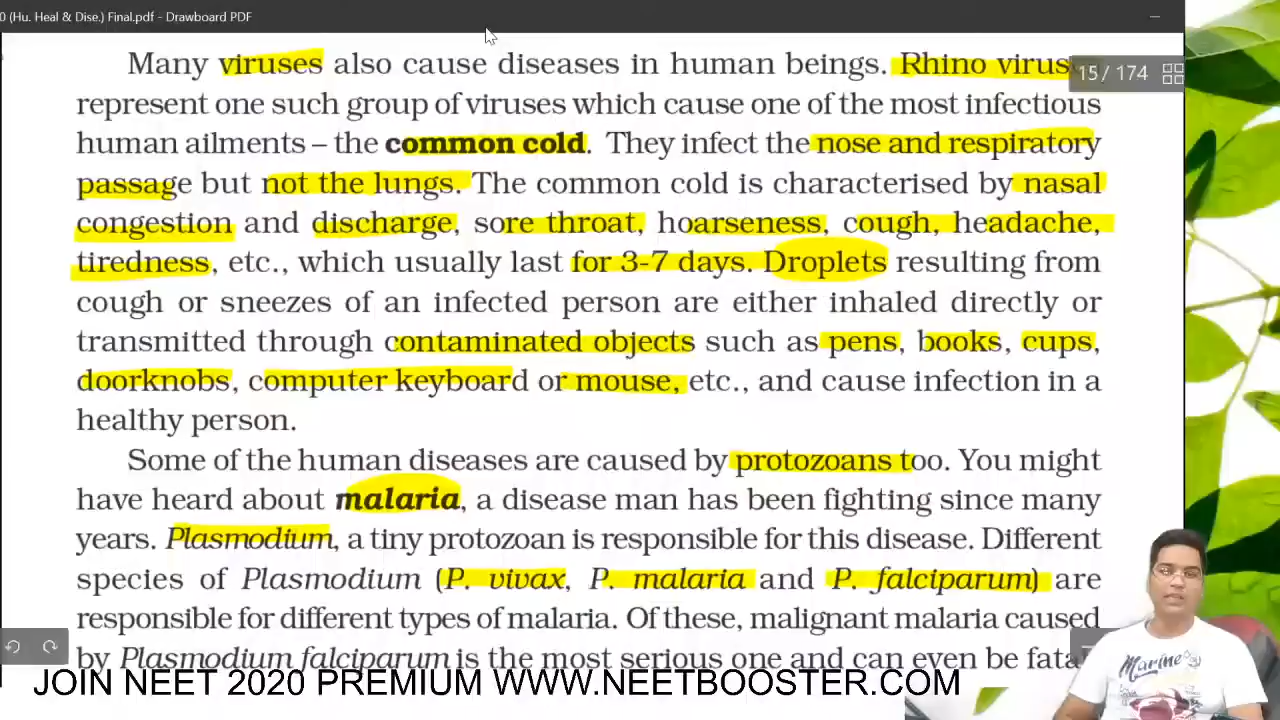 0 (Hu. Heal & Dise.) Final.pdf - Drawboard PDF
Many viruses also cause diseases in human beings. Rhino virus
15 / 174
represent one such group of viruses which cause one of the most infectious
human ailments – the common cold. They infect the nose and respiratory
passage but not the lungs. The common cold is characterised by nasal
congestion and discharge, sore throat, hoarseness, cough, headache,
tiredness, etc., which usually last for 3-7 days. Droplets resulting from
cough or sneezes of an infected person are either inhaled directly or
transmitted through contaminated objects such as pens, books, cups,
doorknobs, computer keyboard or mouse, etc., and cause infection in a
healthy person.
Some of the human diseases are caused by protozoans too. You might
have heard about malaria, a disease man has been fighting since many
years. Plasmodium, a tiny protozoan is responsible for this disease. Different
species of Plasmodium (P. vivax, P. malaria and P. falciparum) are
responsible for different types of malaria. Of these, malignant malaria caused
by Plasmodium falciparum is the most serious one and can even be fatal
JOIN NEET 2020 PREMIUM WWW.NEETBOOSTER.COM
Marine